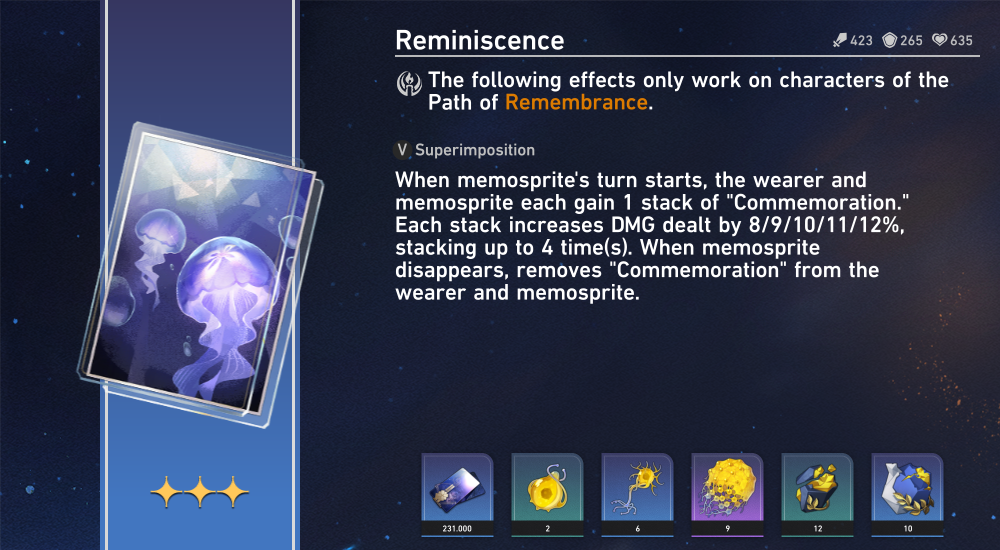 Reminiscence
423 265 635
The following effects only work on characters of the
Path of Remembrance.
V Superimposition
When memosprite's turn starts, the wearer and
memosprite each gain 1 stack of "Commemoration."
Each stack increases DMG dealt by 8/9/10/11/12%,
stacking up to 4 time(s). When memosprite
disappears, removes "Commemoration" from the
wearer and memosprite.
231.000 2 6 9 12 10